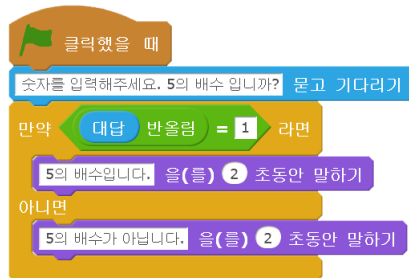 클릭했을 때
숫자를 입력해주세요. 5의 배수 입니까? 묻고 기다리기
만약 대답 반올림 = 1 라면
5의 배수입니다. 을(를) 2 초동안 말하기
아니면
5의 배수가 아닙니다. 을(를) 2 초동안 말하기